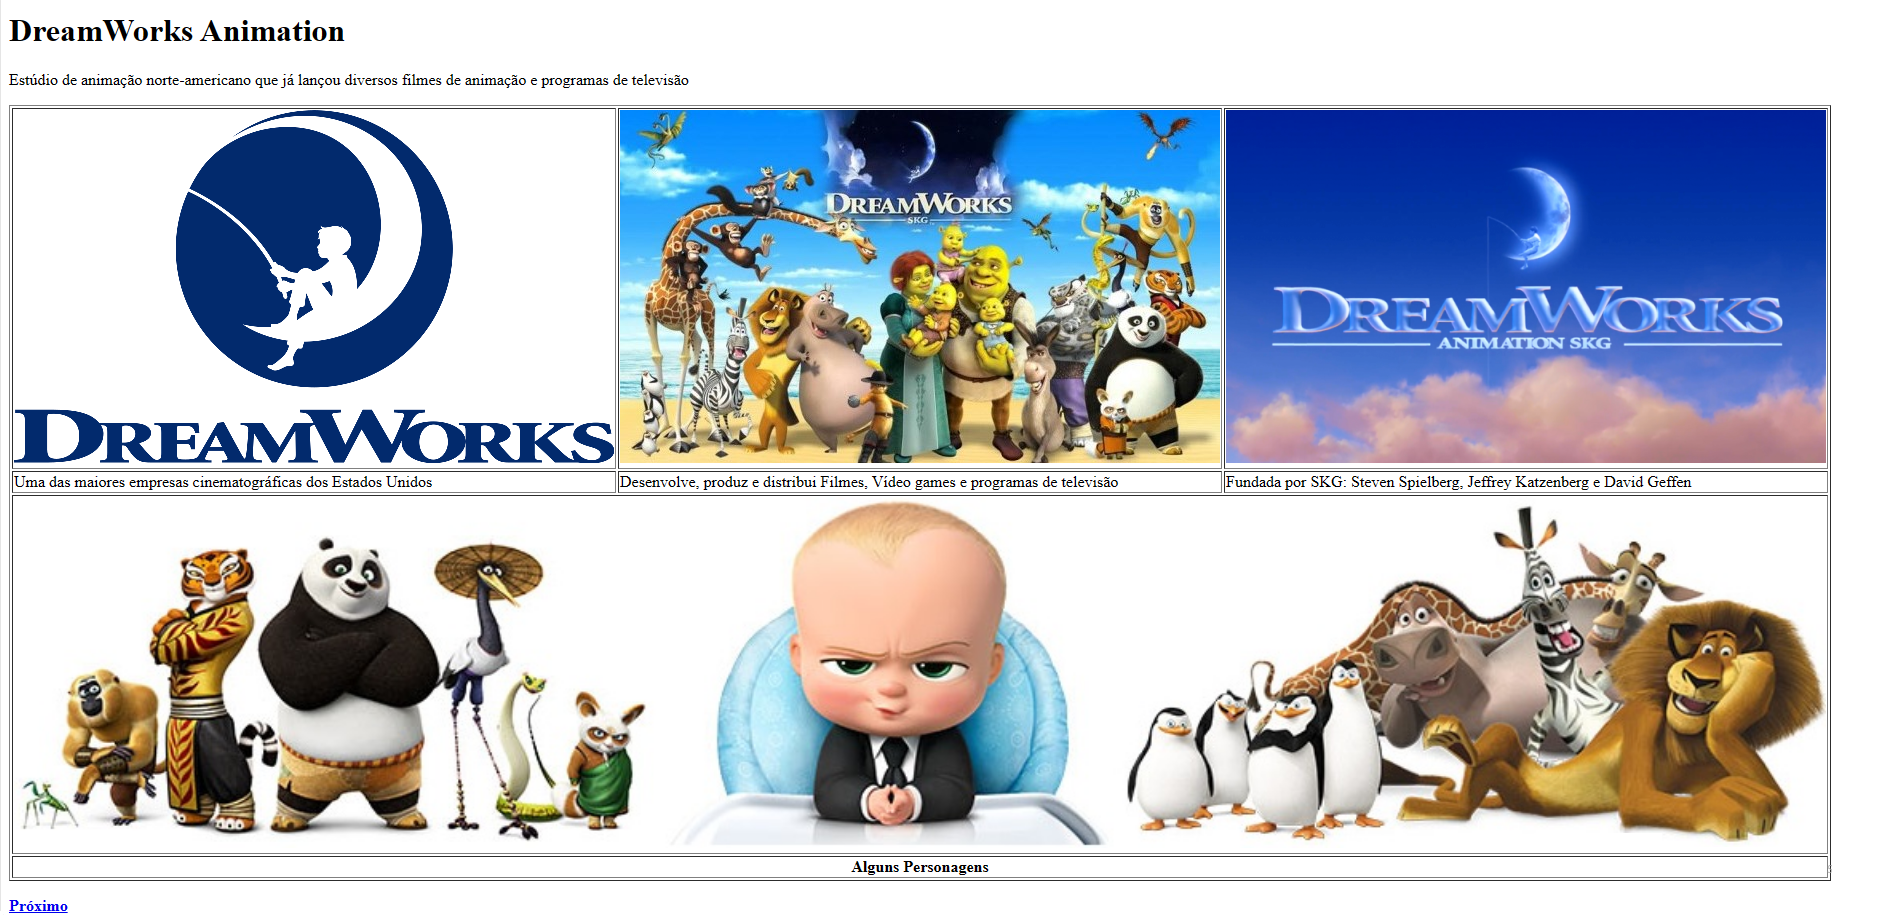 DreamWorks Animation
Estúdio de animação norte-americano que já lançou diversos filmes de animação e programas de televisão
DREAMWORKS
DREAMWORKS
SKG
DREAMWORKS
ANIMATION SKG
Uma das maiores empresas cinematográficas dos Estados Unidos
Desenvolve, produz e distribui Filmes, Vídeo games e programas de televisão
Fundada por SKG: Steven Spielberg, Jeffrey Katzenberg e David Geffen
Alguns Personagens
Próximo